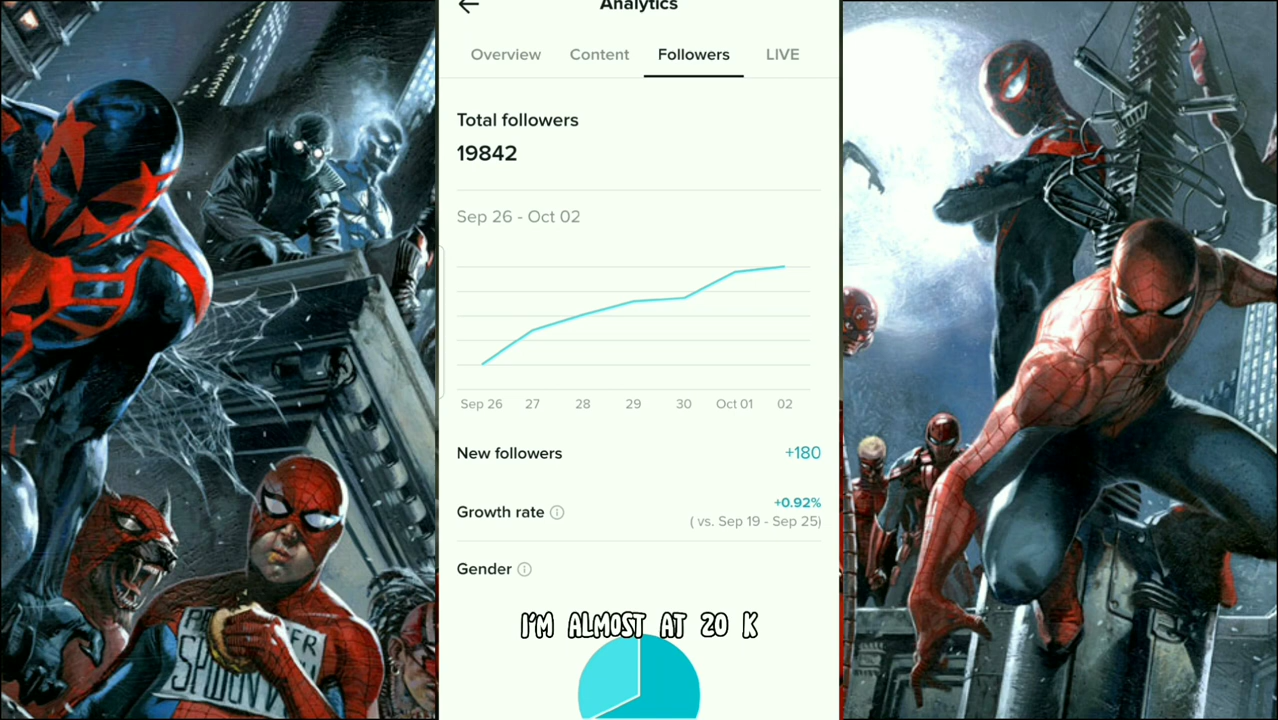 Analytics
Overview Content Followers LIVE
Total followers
19842
Sep 26 - Oct 02
Sep 26 27 28 29 30 Oct 01 02
New followers +180
Growth rate +0.92%
( vs. Sep 19 - Sep 25)
Gender
I'M ALMOST AT 20 K